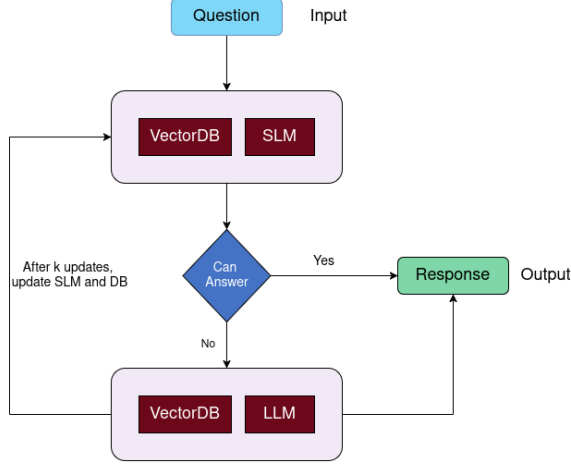 Question
Input
VectorDB
SLM
Can
Answer
Yes
Response
Output
After k updates,
update SLM and DB
No
VectorDB
LLM